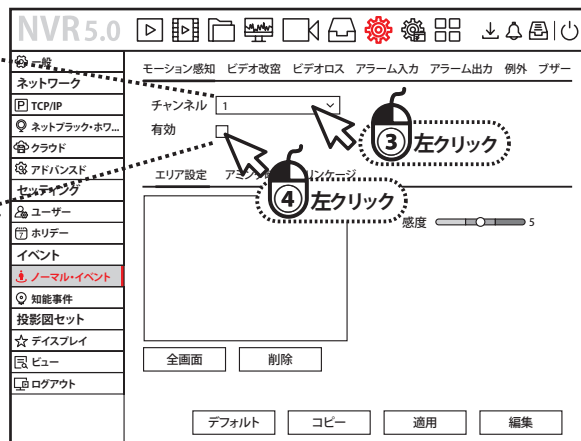 NVR 5.0
一般
ネットワーク
P TCP/IP
ネットブラック・ホワ...
クラウド
アドバンスド
セッティング
ユーザー
7 ホリデー
イベント
ノーマル・イベント
知能事件
投影図セット
ディスプレイ
ビュー
ログアウト
モーション感知 ビデオ改竄 ビデオロス アラーム入力 アラーム出力 例外 ブザー
チャンネル 1
有効
③ 左クリック
エリア設定 リンケージ
④ 左クリック
感度 5
全画面 削除
デフォルト コピー 適用 編集